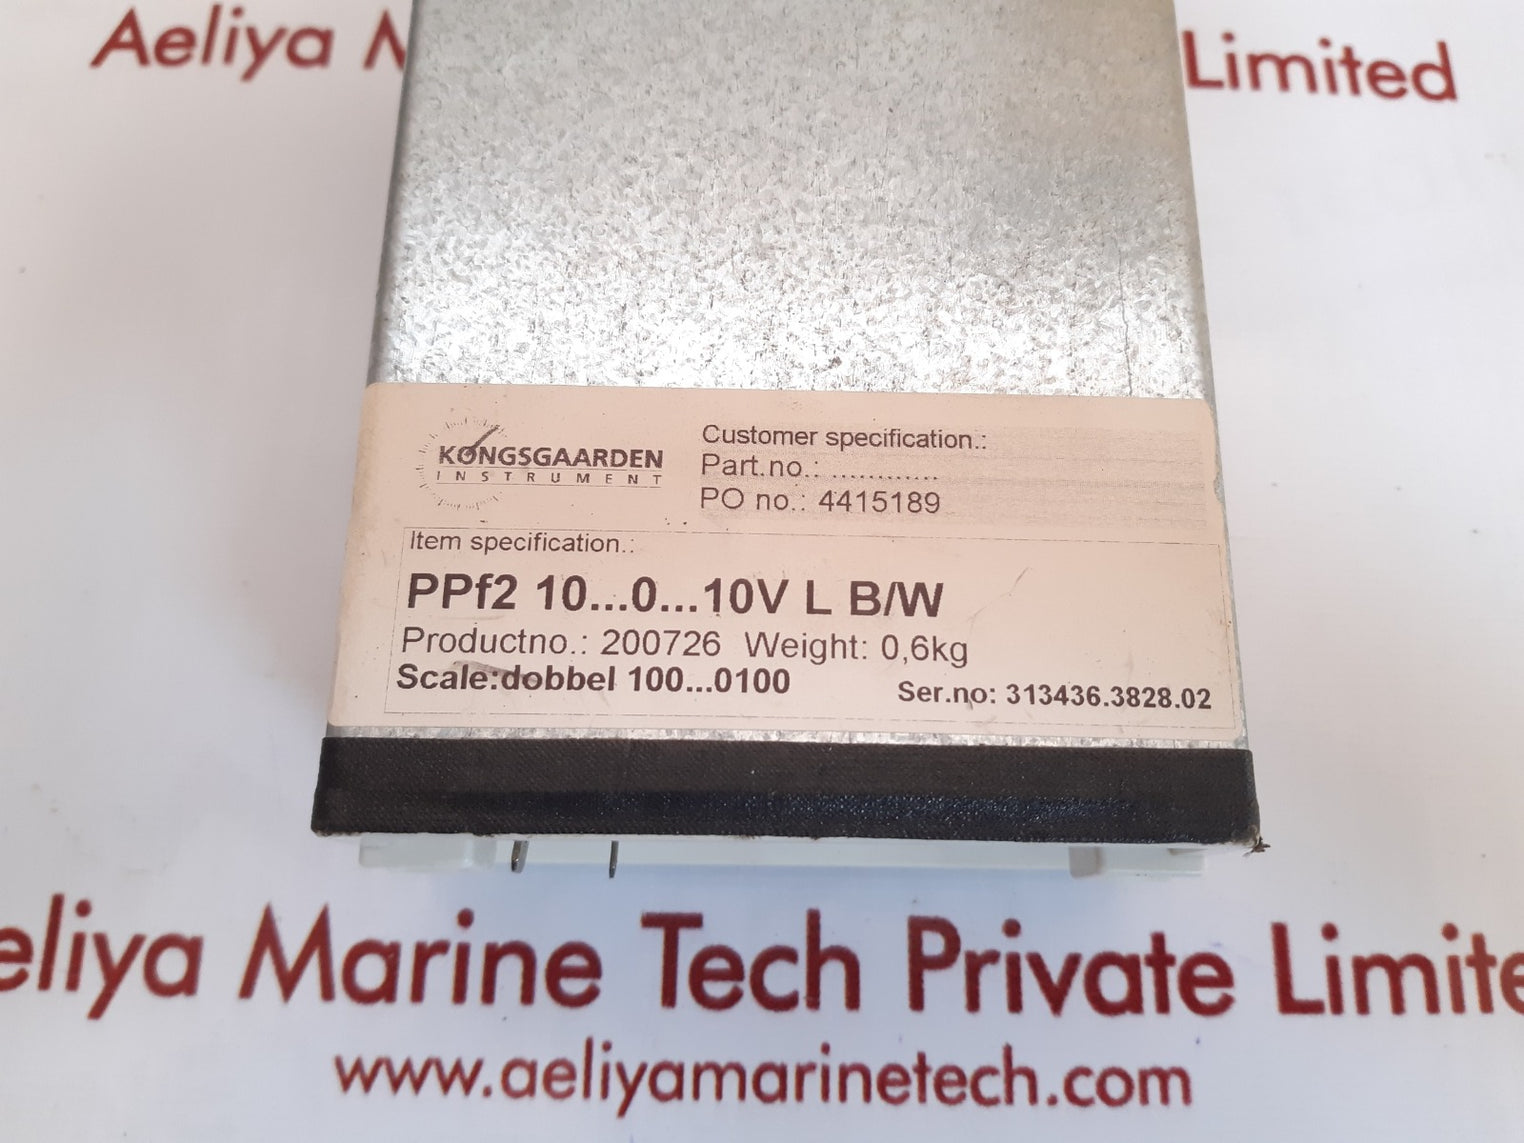 Aeliya M Limited
KONGSGAARDEN
INSTRUMENT
Customer specification.:
Part.no.: ............
PO no.: 4415189
Item specification.:
PPf2 10...0...10V L B/W
Productno.: 200726 Weight: 0,6kg
Scale:dobbel 100...0100
Ser.no: 313436.3828.02
eliya Marine Tech Private Limite
www.aeliyamarinetech.com